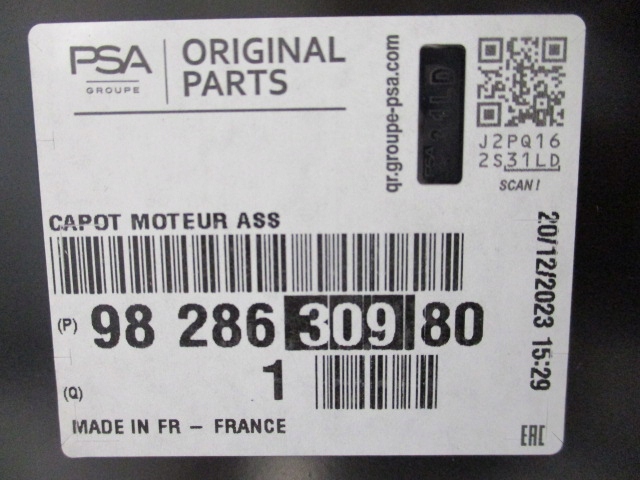 PSA
GROUPE
ORIGINAL
PARTS
qr.groupe-psa.com
J2PQ16
2S31LD
SCAN!
CAPOT MOTEUR ASS
20/12/2023 15:29
(P) 98 286 309 80
(Q) 1
MADE IN FR – FRANCE
EAC